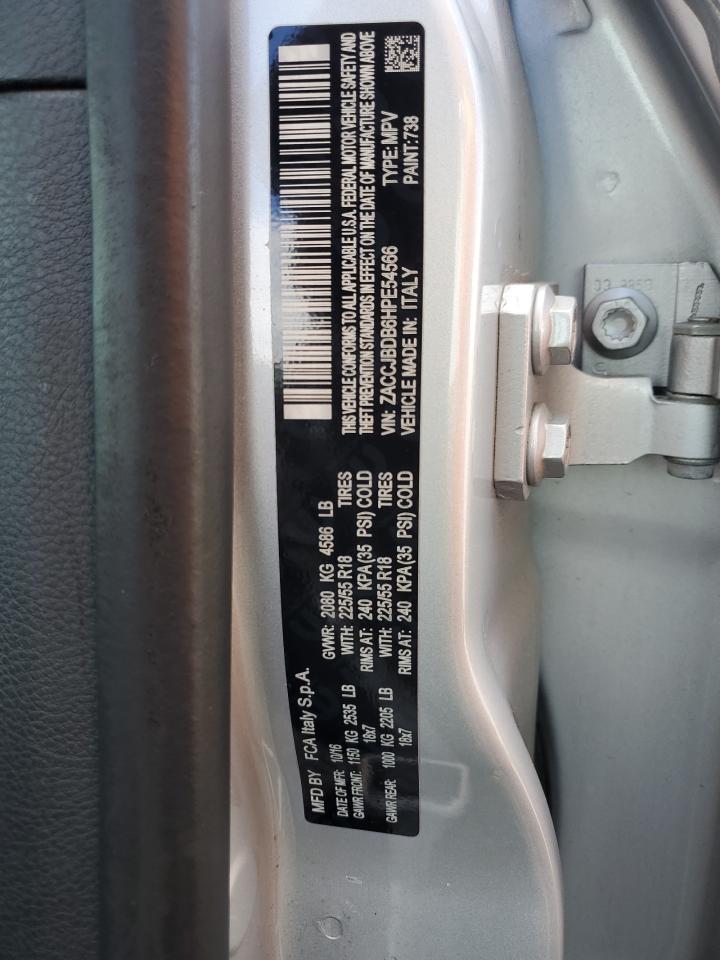 MFD BY FCA Italy S.p.A.
DATE OF MFR: 10/16 GVWR: 2080 KG 4586 LB
GAWR FRONT: 1150 KG 2535 LB WITH: 225/55 R18 TIRES
18x7 RIMS AT: 240 KPA(35 PSI) COLD
GAWR REAR: 1000 KG 2205 LB WITH: 225/55 R18 TIRES
18x7 RIMS AT: 240 KPA(35 PSI) COLD
THIS VEHICLE CONFORMS TO ALL APPLICABLE U.S.A. FEDERAL MOTOR VEHICLE SAFETY AND
THEFT PREVENTION STANDARDS IN EFFECT ON THE DATE OF MANUFACTURE SHOWN ABOVE
VIN: ZACCJBDB6HPE54566 TYPE: MPV
VEHICLE MADE IN: ITALY PAINT: 738